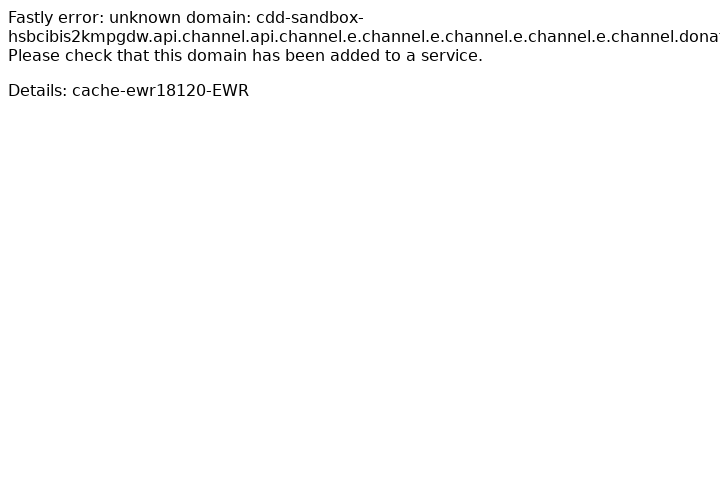 Fastly error: unknown domain: cdd-sandbox-
hsbcibis2kmpgdw.api.channel.api.channel.e.channel.e.channel.e.channel.e.channel.dona
Please check that this domain has been added to a service.
Details: cache-ewr18120-EWR